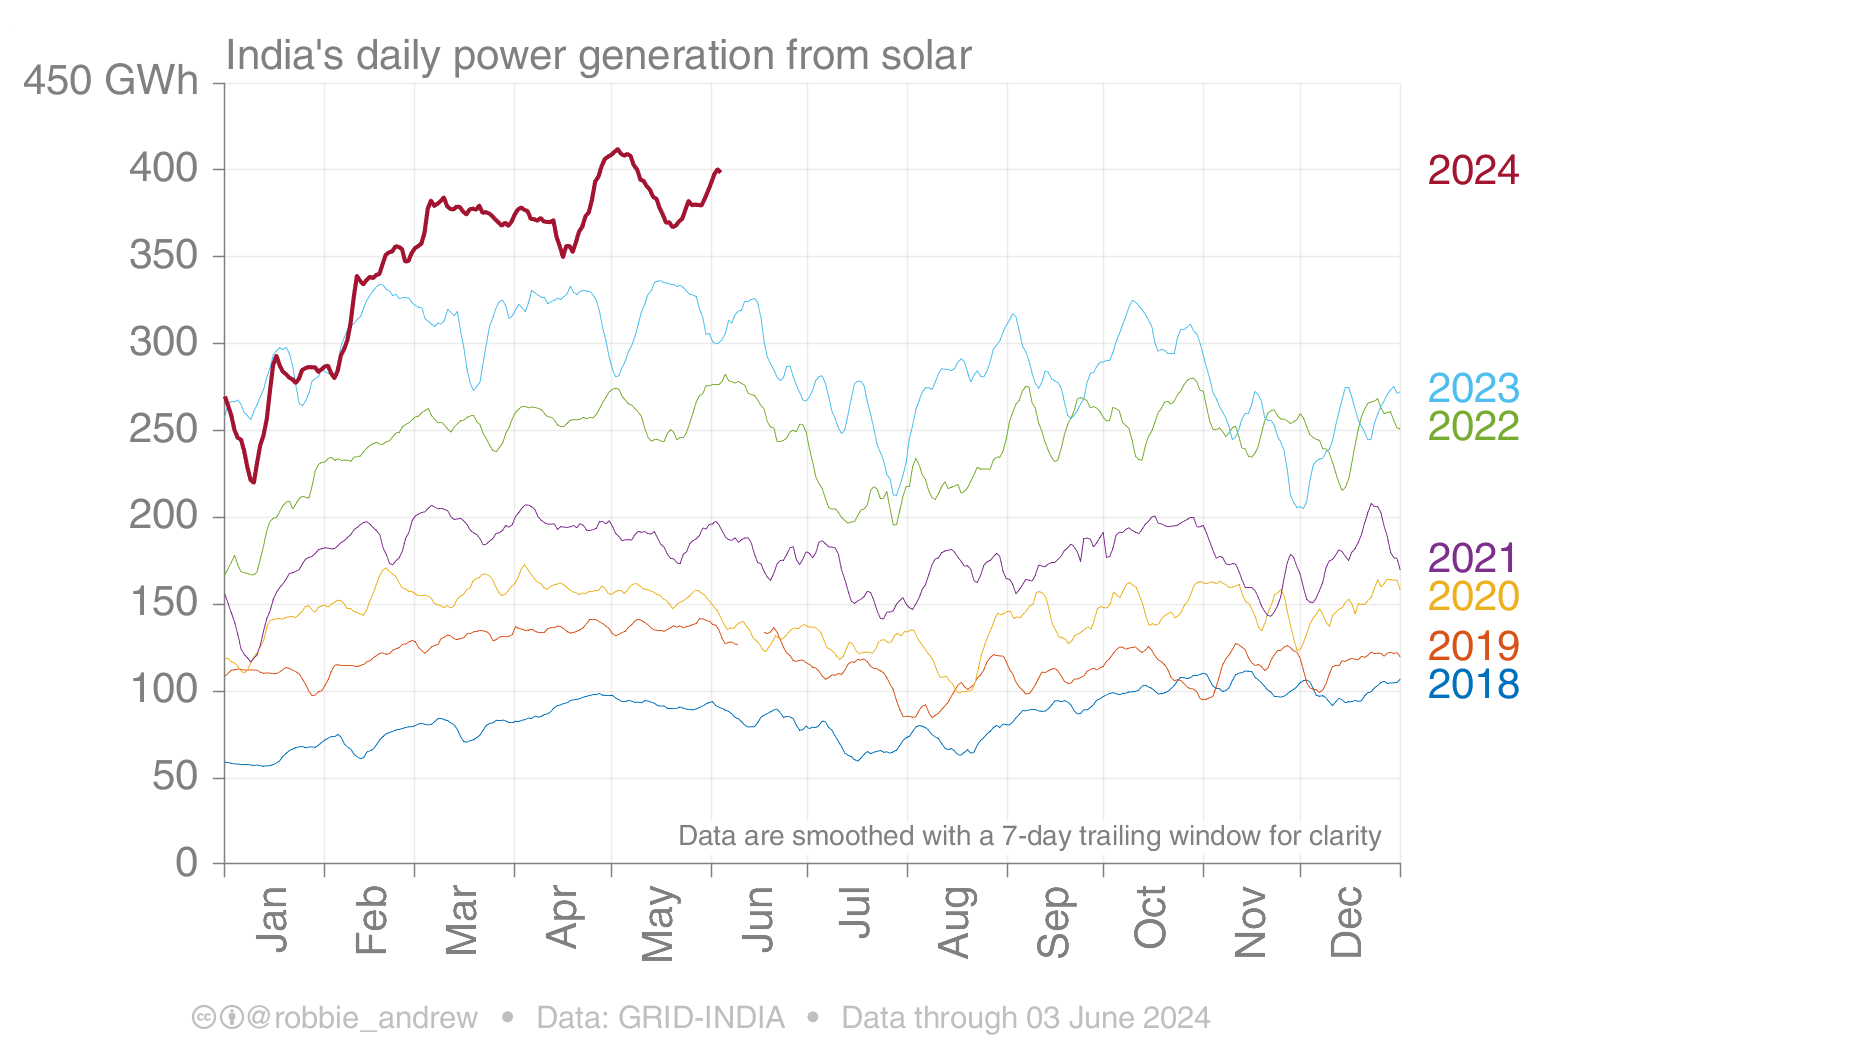 India's daily power generation from solar
450 GWh
400
350
300
250
200
150
100
50
0
2024
2023
2022
2021
2020
2019
2018
Data are smoothed with a 7-day trailing window for clarity
Jan
Feb
Mar
Apr
May
Jun
Jul
Aug
Sep
Oct
Nov
Dec
cc @robbie_andrew • Data: GRID-INDIA • Data through 03 June 2024